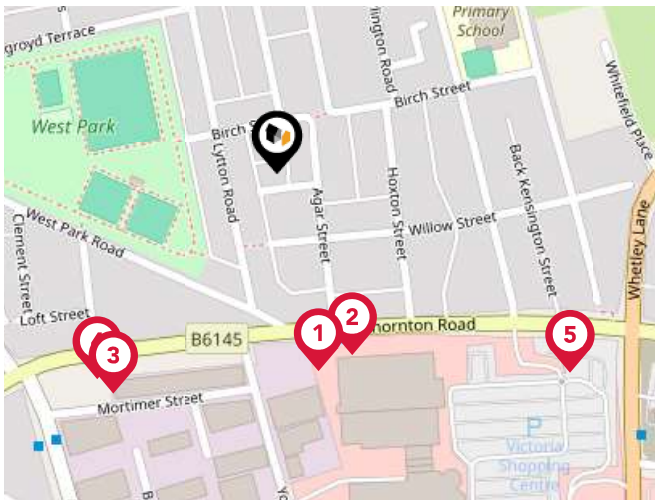 Primary
School
groyd Terrace
lington Road
Whitefield Place
West Park
Birch Street
Birch S
Lytton Road
Agar Street
Hoxton Street
Back Kensington Street
Willow Street
Whetley Lane
West Park Road
Clement Street
Loft Street
1
2
3
5
B6145
hornton Road
Mortimer Street
P
Victoria
Shopping
Centre
B
Yo